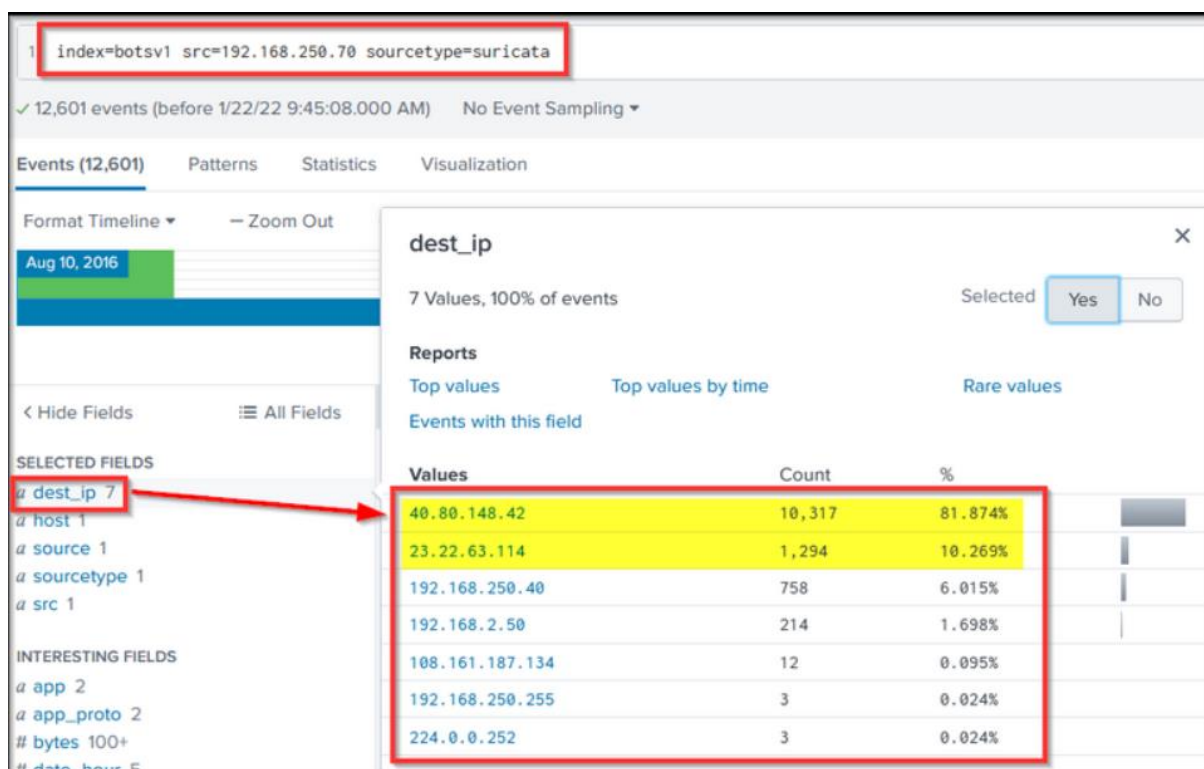 1 index=botsv1 src=192.168.250.70 sourcetype=suricata
✓ 12,601 events (before 1/22/22 9:45:08.000 AM) No Event Sampling ▾
Events (12,601) Patterns Statistics Visualization
Format Timeline ▾ — Zoom Out
Aug 10, 2016
dest_ip ×
7 Values, 100% of events Selected Yes No
Reports
Top values Top values by time Rare values
Events with this field
Values Count %
40.80.148.42 10,317 81.874%
23.22.63.114 1,294 10.269%
192.168.250.40 758 6.015%
192.168.2.50 214 1.698%
108.161.187.134 12 0.095%
192.168.250.255 3 0.024%
224.0.0.252 3 0.024%
< Hide Fields ≔ All Fields
SELECTED FIELDS
a dest_ip 7
a host 1
a source 1
a sourcetype 1
a src 1
INTERESTING FIELDS
a app 2
a app_proto 2
# bytes 100+
# date_hour 5